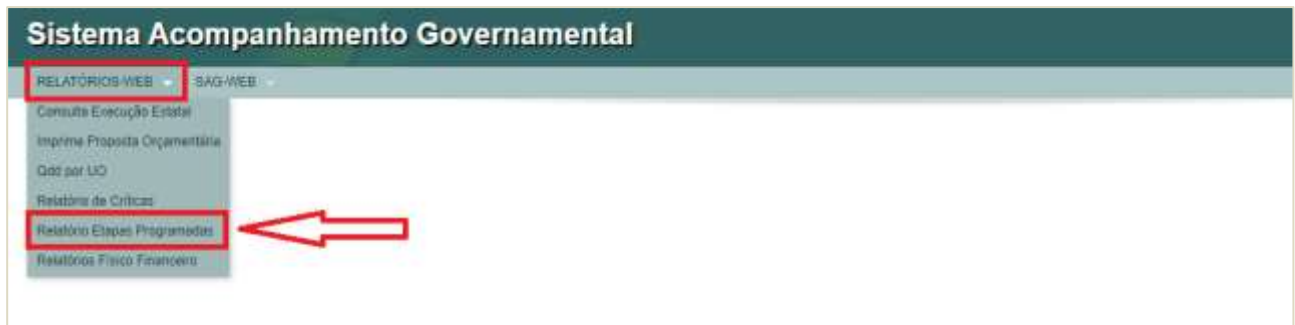 Sistema Acompanhamento Governamental
RELATÓRIOS-WEB SAG-WEB
Consulta Execução Estatal
Imprime Proposta Orçamentária
Qdd por UO
Relatório de Críticas
Relatório Etapas Programadas
Relatórios Físico Financeiro